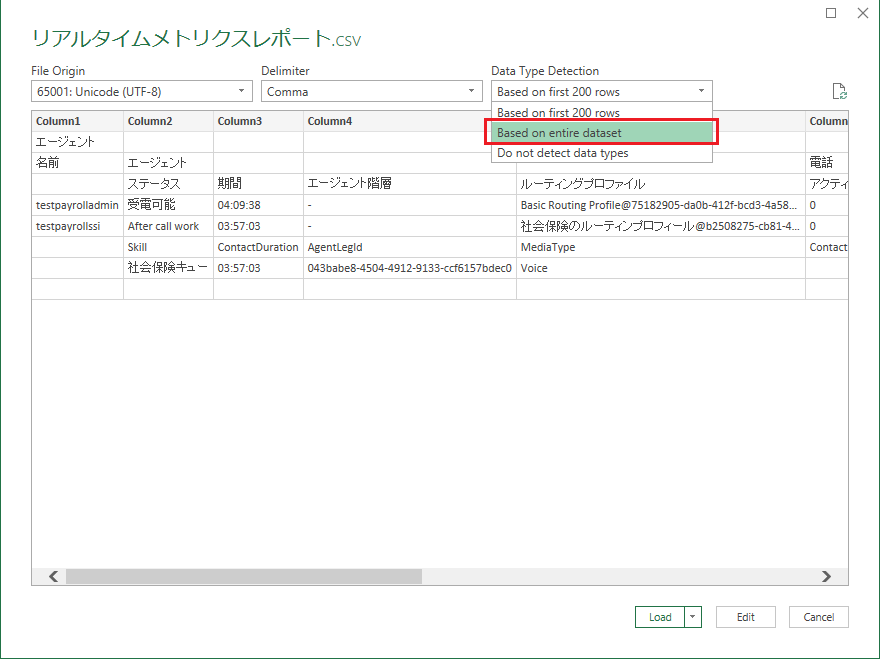 リアルタイムメトリクスレポート.CSV
File Origin Delimiter Data Type Detection
65001: Unicode (UTF-8) Comma Based on first 200 rows
Based on first 200 rows
Based on entire dataset
Do not detect data types
Column1 Column2 Column3 Column4 Column
エージェント
名前 エージェント 電話
ステータス 期間 エージェント階層 ルーティングプロファイル アクティ
testpayrolladmin 受電可能 04:09:38 - Basic Routing Profile@75182905-da0b-412f-bcd3-4a58... 0
testpayrollssi After call work 03:57:03 - 社会保険のルーティンプロフィール@b2508275-cb81-4... 0
Skill ContactDuration AgentLegId MediaType Contact
社会保険キュー 03:57:03 043babe8-4504-4912-9133-ccf6157bdec0 Voice
Load Edit Cancel